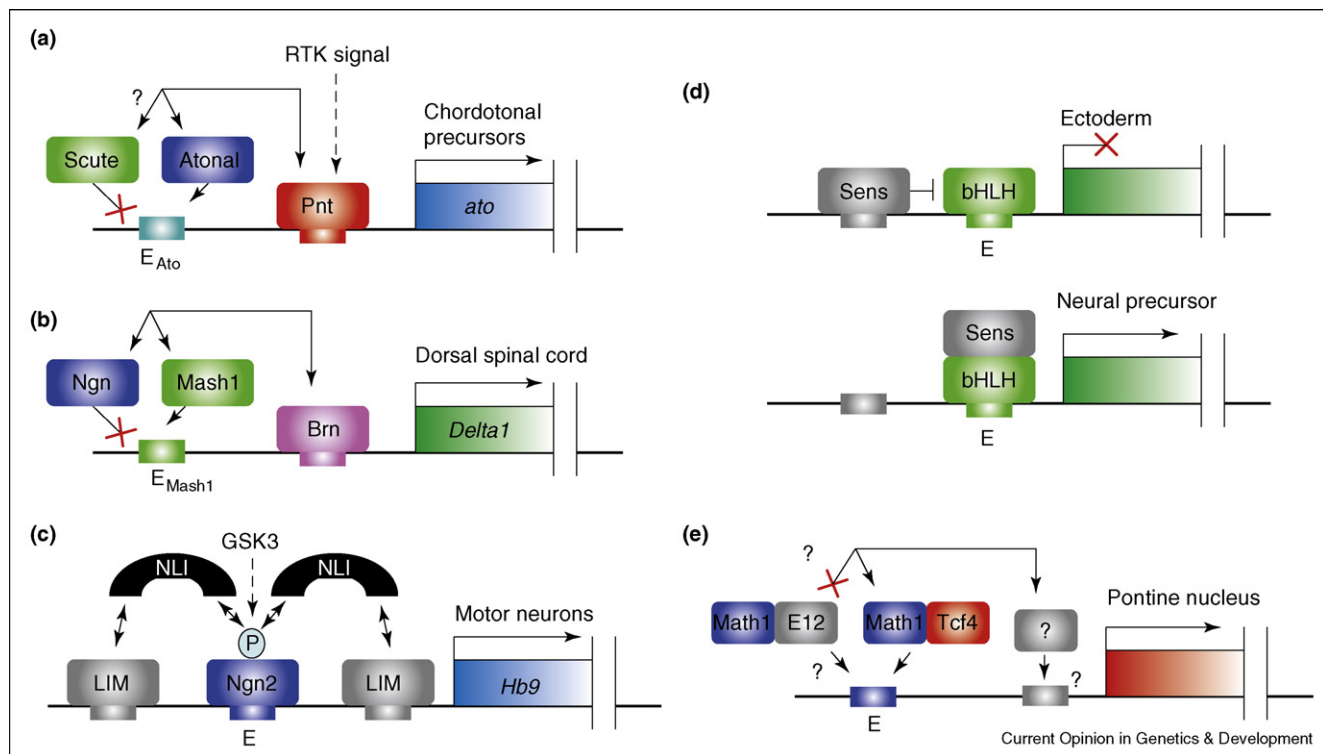 (a)
RTK signal
?
Chordotonal
precursors
Scute
Atonal
Pnt
ato
E_Ato
(b)
Dorsal spinal cord
Ngn
Mash1
Brn
Delta1
E_Mash1
(c)
GSK3
NLI
NLI
Motor neurons
P
LIM
Ngn2
LIM
Hb9
E
(d)
Ectoderm
Sens
bHLH
E
Neural precursor
Sens
bHLH
E
(e)
?
Pontine nucleus
Math1
E12
Math1
Tcf4
?
?
?
E
Current Opinion in Genetics & Development